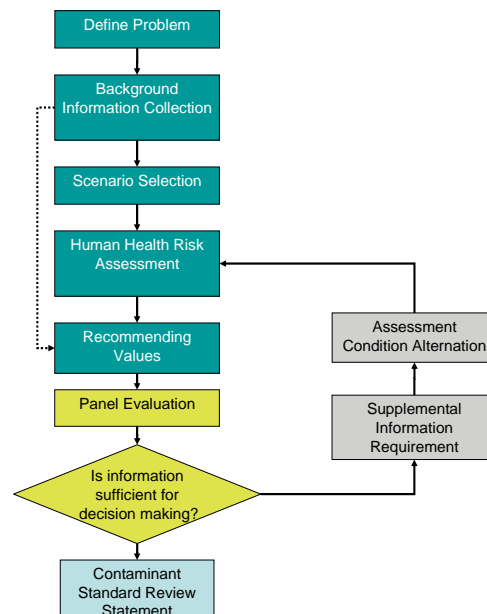 Define Problem
Background
Information Collection
Scenario Selection
Human Health Risk
Assessment
Recommending
Values
Assessment
Condition Alternation
Panel Evaluation
Supplemental
Information
Requirement
Is information
sufficient for
decision making?
Contaminant
Standard Review
Statement